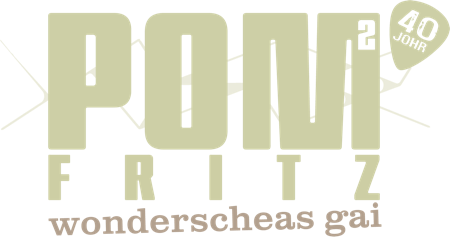 POM²
40
JOHR
FRITZ
wonderscheas gai